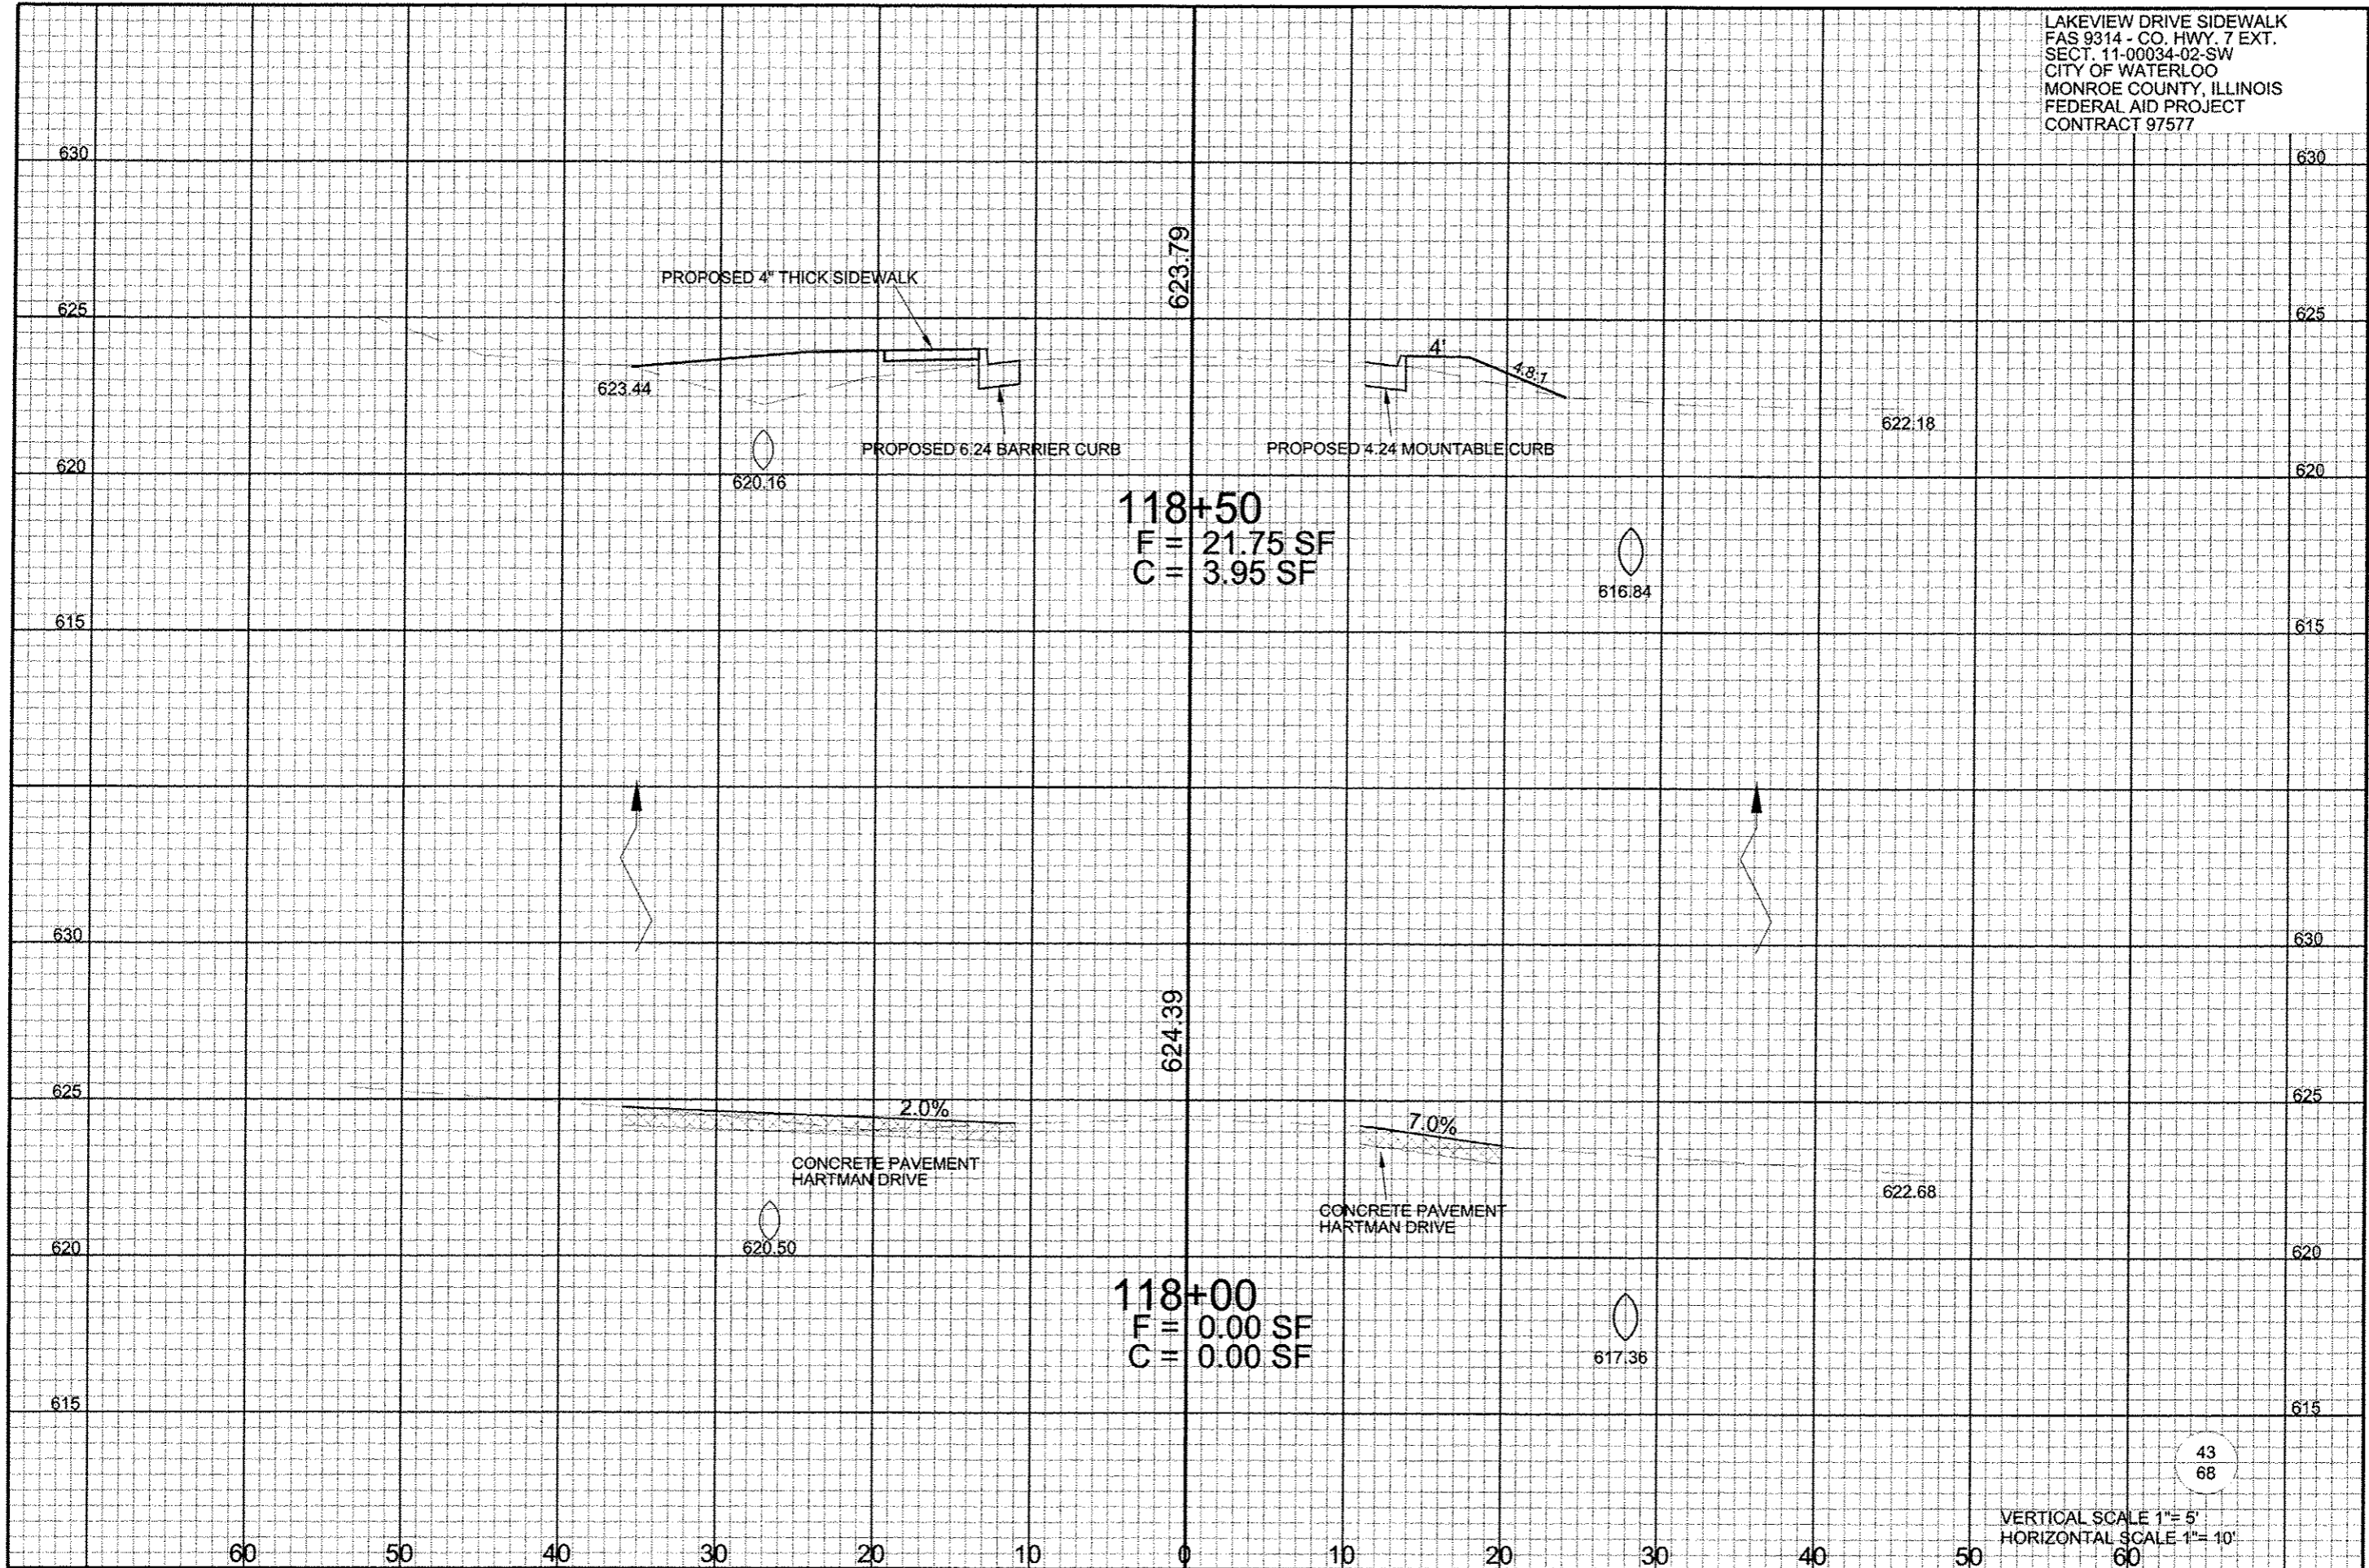 LAKEVIEW DRIVE SIDEWALK
FAS 9314 - CO. HWY. 7 EXT.
SECT. 11-00034-02-SW
CITY OF WATERLOO
MONROE COUNTY, ILLINOIS
FEDERAL AID PROJECT
CONTRACT 97577
630
630
623.79
PROPOSED 4" THICK SIDEWALK
625
625
4'
4.8:1
623.44
622.18
PROPOSED 6.24 BARRIER CURB
PROPOSED 4.24 MOUNTABLE CURB
620
620
620.16
118+50
F = 21.75 SF
C = 3.95 SF
616.84
615
615
630
630
624.39
625
625
2.0%
7.0%
CONCRETE PAVEMENT
HARTMAN DRIVE
622.68
CONCRETE PAVEMENT
HARTMAN DRIVE
620
620
620.50
118+00
F = 0.00 SF
C = 0.00 SF
617.36
615
615
43
68
VERTICAL SCALE 1"= 5'
HORIZONTAL SCALE 1"= 10'
60 50 40 30 20 10 0 10 20 30 40 50 60